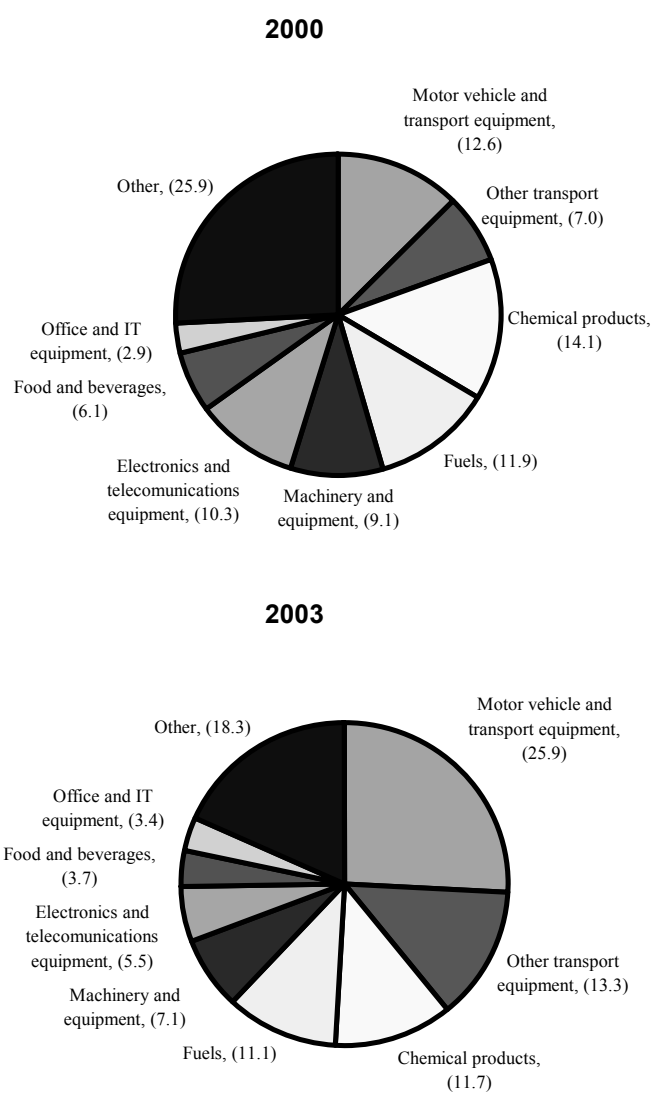 2000
Motor vehicle and
transport equipment,
(12.6)
Other transport
equipment, (7.0)
Chemical products,
(14.1)
Fuels, (11.9)
Machinery and
equipment, (9.1)
Electronics and
telecomunications
equipment, (10.3)
Food and beverages,
(6.1)
Office and IT
equipment, (2.9)
Other, (25.9)
2003
Motor vehicle and
transport equipment,
(25.9)
Other transport
equipment, (13.3)
Chemical products,
(11.7)
Fuels, (11.1)
Machinery and
equipment, (7.1)
Electronics and
telecomunications
equipment, (5.5)
Food and beverages,
(3.7)
Office and IT
equipment, (3.4)
Other, (18.3)